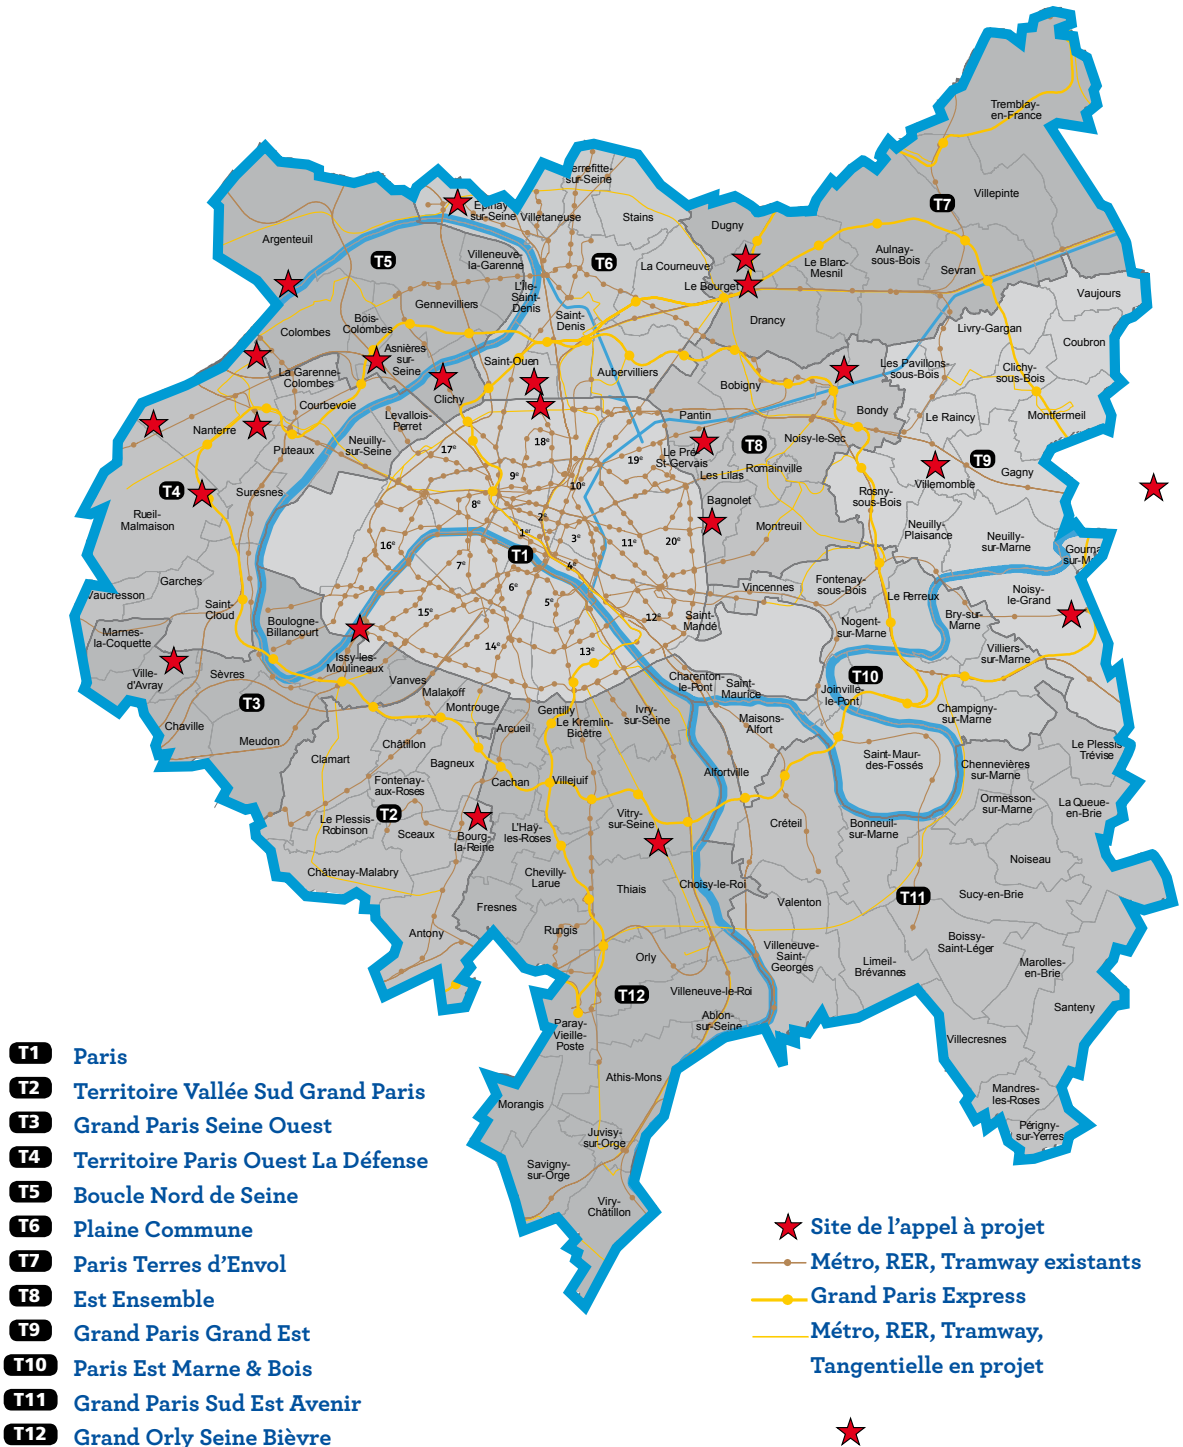 Tremblay-
en-France
T7
Villepinte
Dugny
Le Blanc-
Mesnil
Aulnay-
sous-Bois
Sevran
Le Bourget
Drancy
Vaujours
Livry-Gargan
Coubron
Clichy-
sous-Bois
Montfermeil
Les Pavillons-
sous-Bois
Le Raincy
T9
Gagny
Villemomble
Neuilly-
Plaisance
Neuilly-
sur-Marne
Rosny-
sous-Bois
Noisy-
le-Grand
sur-Seine
Epinay
sur-Seine
Villetaneuse
Stains
T6
La Courneuve
L'Île-
Saint-
Denis
Saint-
Denis
Saint-Ouen
Aubervilliers
Argenteuil
T5
Villeneuve-
la-Garenne
Gennevilliers
Bois-
Colombes
Colombes
Asnières
sur-
Seine
La Garenne-
Colombes
Courbevoie
Clichy
Levallois-
Perret
Nanterre
Puteaux
Neuilly-
sur-Seine
T4
Suresnes
Rueil-
Malmaison
Garches
Vaucresson
Saint-
Cloud
Boulogne-
Billancourt
Marnes-
la-Coquette
Ville-
d'Avray
Sèvres
T3
Chaville
Meudon
Issy-les-
Moulineaux
Vanves
Malakoff
Montrouge
Bobigny
Bondy
Pantin
T8
Noisy-le-Sec
Le Pré-
St-Gervais
Les Lilas
Romainville
Bagnolet
Montreuil
17e
18e
19e
9e
10e
8e
2e
1er
3e
11e
20e
16e
T1
4e
7e
6e
5e
12e
15e
14e
13e
Vincennes
Fontenay-
sous-Bois
Saint-
Mandé
Le Perreux
Nogent-
sur-Marne
Bry-sur
Marne
Villiers-
sur-Marne
T10
Joinville-
le-Pont
Champigny-
sur-Marne
Charenton-
le-Pont
Saint-
Maurice
Maisons-
Alfort
Saint-Maur-
des-Fossés
Chennevières
sur-Marne
Le Plessis
Trévise
Ormesson-
sur-Marne
La Queue-
en-Brie
Bonneuil-
sur-Marne
Créteil
Noiseau
T11
Sucy-en-Brie
Valenton
Boissy-
Saint-Léger
Limeil-
Brévannes
Marolles-
en-Brie
Villeneuve-
Saint-
Georges
Santeny
Villecresnes
Mandres-
les-Roses
Périgny-
sur-Yerres
Clamart
Châtillon
Bagneux
Fontenay-
aux-Roses
T2
Le Plessis-
Robinson
Sceaux
Bourg-
la-Reine
Châtenay-Malabry
Antony
Arcueil
Gentilly
Le Kremlin-
Bicêtre
Ivry-
sur-Seine
Cachan
Villejuif
Alfortville
Vitry-
sur-Seine
L'Haÿ-
les-Roses
Chevilly-
Larue
Thiais
Choisy-le-Roi
Fresnes
Rungis
Orly
T12
Villeneuve-le-Roi
Ablon-
sur-Seine
Paray-
Vieille-
Poste
Athis-Mons
Morangis
Juvisy-
sur-Orge
Savigny-
sur-Orge
Viry-
Châtillon
T1 Paris
T2 Territoire Vallée Sud Grand Paris
T3 Grand Paris Seine Ouest
T4 Territoire Paris Ouest La Défense
T5 Boucle Nord de Seine
T6 Plaine Commune
T7 Paris Terres d'Envol
T8 Est Ensemble
T9 Grand Paris Grand Est
T10 Paris Est Marne & Bois
T11 Grand Paris Sud Est Avenir
T12 Grand Orly Seine Bièvre
Site de l'appel à projet
Métro, RER, Tramway existants
Grand Paris Express
Métro, RER, Tramway,
Tangentielle en projet